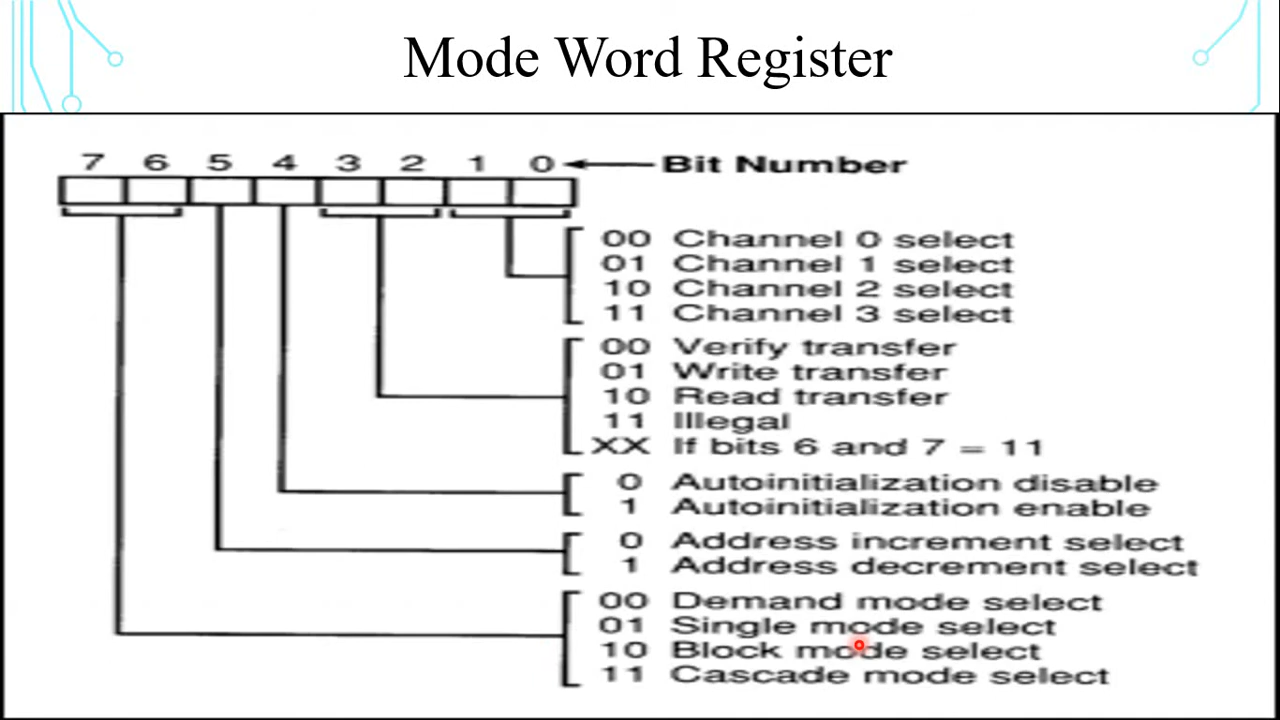 Mode Word Register
7 6 5 4 3 2 1 0 Bit Number
00 Channel 0 select
01 Channel 1 select
10 Channel 2 select
11 Channel 3 select
00 Verify transfer
01 Write transfer
10 Read transfer
11 Illegal
XX If bits 6 and 7 = 11
0 Autoinitialization disable
1 Autoinitialization enable
0 Address increment select
1 Address decrement select
00 Demand mode select
01 Single mode select
10 Block mode select
11 Cascade mode select